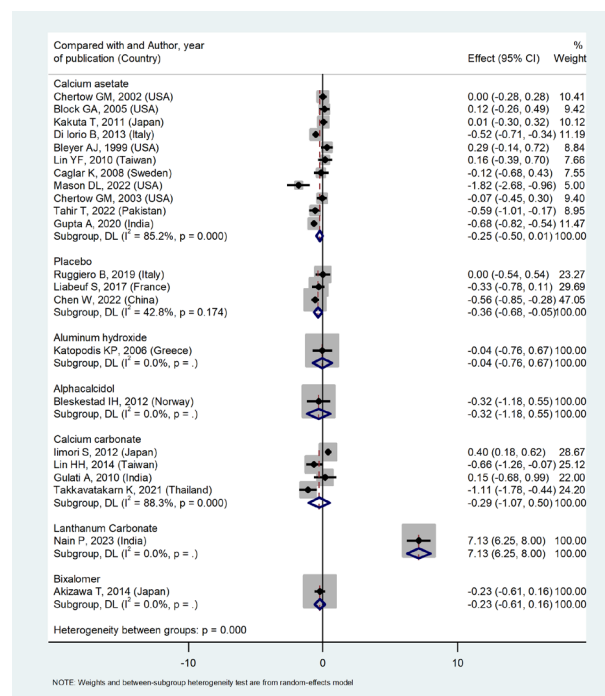 Compared with and Author, year %
of publication (Country) Effect (95% CI) Weight
Calcium asetate
Chertow GM, 2002 (USA) 0.00 (-0.28, 0.28) 10.41
Block GA, 2005 (USA) 0.12 (-0.26, 0.49) 9.42
Kakuta T, 2011 (Japan) 0.01 (-0.30, 0.32) 10.12
Di Iorio B, 2013 (Italy) -0.52 (-0.71, -0.34) 11.19
Bleyer AJ, 1999 (USA) 0.29 (-0.14, 0.72) 8.84
Lin YF, 2010 (Taiwan) 0.16 (-0.39, 0.70) 7.66
Caglar K, 2008 (Sweden) -0.12 (-0.68, 0.43) 7.55
Mason DL, 2022 (USA) -1.82 (-2.68, -0.96) 5.00
Chertow GM, 2003 (USA) -0.07 (-0.45, 0.30) 9.40
Tahir T, 2022 (Pakistan) -0.59 (-1.01, -0.17) 8.95
Gupta A, 2020 (India) -0.68 (-0.82, -0.54) 11.47
Subgroup, DL (I² = 85.2%, p = 0.000) -0.25 (-0.50, 0.01) 100.00
Placebo
Ruggiero B, 2019 (Italy) 0.00 (-0.54, 0.54) 23.27
Liabeuf S, 2017 (France) -0.33 (-0.78, 0.11) 29.69
Chen W, 2022 (China) -0.56 (-0.85, -0.28) 47.05
Subgroup, DL (I² = 42.8%, p = 0.174) -0.36 (-0.68, -0.05) 100.00
Aluminum hydroxide
Katopodis KP, 2006 (Greece) -0.04 (-0.76, 0.67) 100.00
Subgroup, DL (I² = 0.0%, p = .) -0.04 (-0.76, 0.67) 100.00
Alphacalcidol
Bleskestad IH, 2012 (Norway) -0.32 (-1.18, 0.55) 100.00
Subgroup, DL (I² = 0.0%, p = .) -0.32 (-1.18, 0.55) 100.00
Calcium carbonate
Iimori S, 2012 (Japan) 0.40 (0.18, 0.62) 28.67
Lin HH, 2014 (Taiwan) -0.66 (-1.26, -0.07) 25.12
Gulati A, 2010 (India) 0.15 (-0.68, 0.99) 22.00
Takkavatakarn K, 2021 (Thailand) -1.11 (-1.78, -0.44) 24.20
Subgroup, DL (I² = 88.3%, p = 0.000) -0.29 (-1.07, 0.50) 100.00
Lanthanum Carbonate
Nain P, 2023 (India) 7.13 (6.25, 8.00) 100.00
Subgroup, DL (I² = 0.0%, p = .) 7.13 (6.25, 8.00) 100.00
Bixalomer
Akizawa T, 2014 (Japan) -0.23 (-0.61, 0.16) 100.00
Subgroup, DL (I² = 0.0%, p = .) -0.23 (-0.61, 0.16) 100.00
Heterogeneity between groups: p = 0.000
-10 0 10
NOTE: Weights and between-subgroup heterogeneity test are from random-effects model